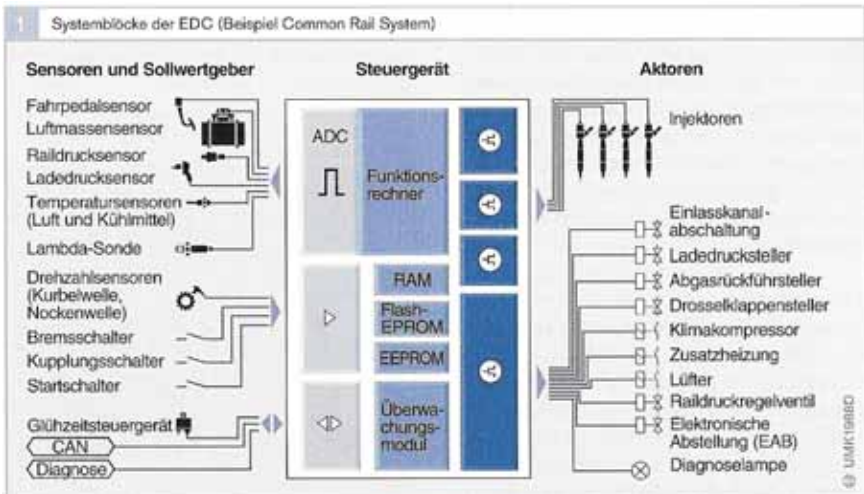 1 Systemblöcke der EDC (Beispiel Common Rail System)
Sensoren und Sollwertgeber
Fahrpedalsensor
Luftmassensensor
Raildrucksensor
Ladedrucksensor
Temperatursensoren
(Luft und Kühlmittel)
Lambda-Sonde
Drehzahlsensoren
(Kurbelwelle,
Nockenwelle)
Bremsschalter
Kupplungsschalter
Startschalter
Glühzeitsteuergerät
CAN
Diagnose
Steuergerät
ADC
Funktions-
rechner
RAM
Flash-
EPROM
EEPROM
Überwa-
chungs-
modul
Aktoren
Injektoren
Einlasskanal-
abschaltung
Ladedrucksteller
Abgasrückführsteller
Drosselklappensteller
Klimakompressor
Zusatzheizung
Lüfter
Raildruckregelventil
Elektronische
Abstellung (EAB)
Diagnoselampe
© UMK1988D